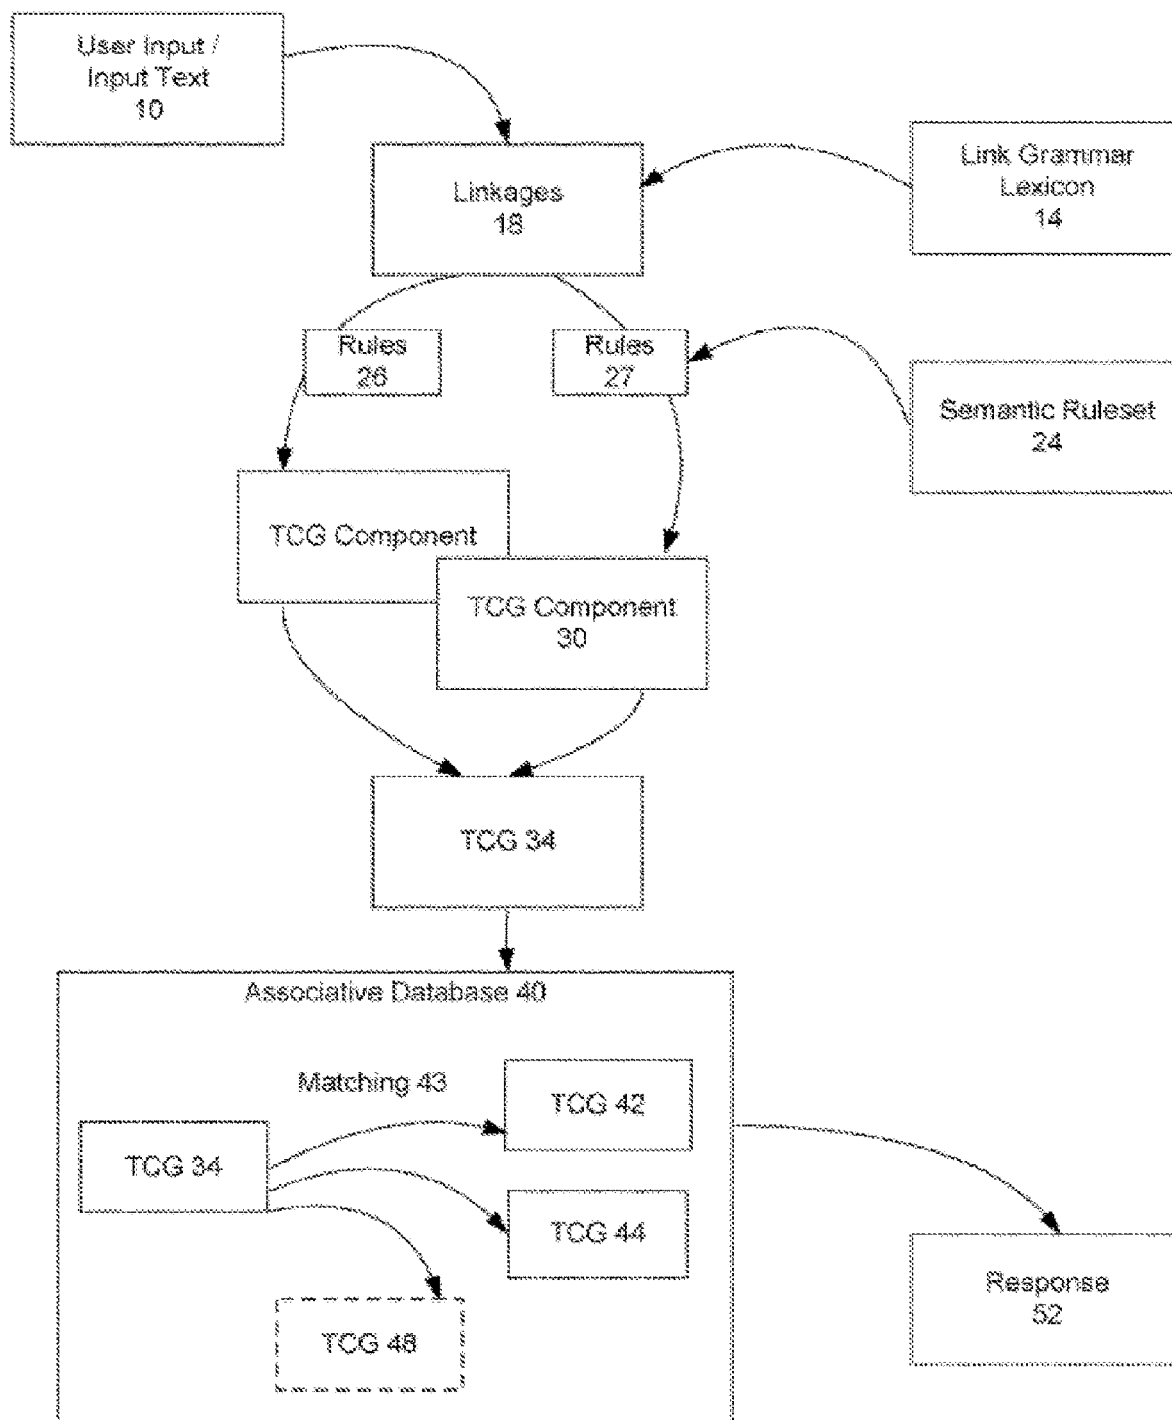 User Input /
Input Text
10
Linkages
18
Link Grammar
Lexicon
14
Rules
26
Rules
27
Semantic Ruleset
24
TCG Component
TCG Component
30
TCG 34
Associative Database 40
Matching 43
TCG 42
TCG 34
TCG 44
TCG 48
Response
52